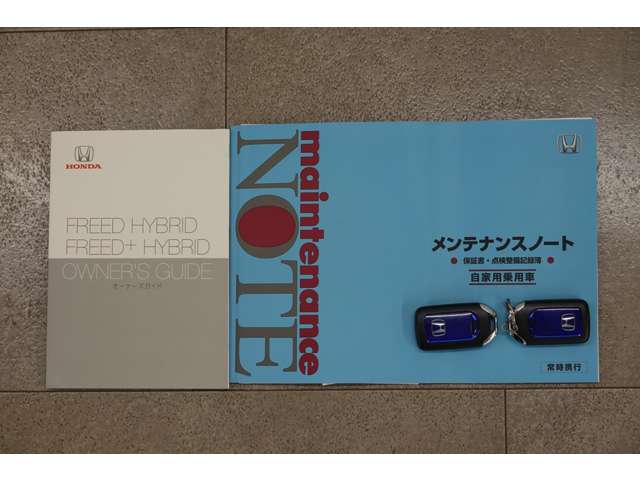 HONDA
FREED HYBRID
FREED+ HYBRID
OWNER'S GUIDE
オーナーズガイド
maintenance
NOTE
メンテナンスノート
● 保証書・点検整備記録簿 ●
自家用乗用車
常時携行